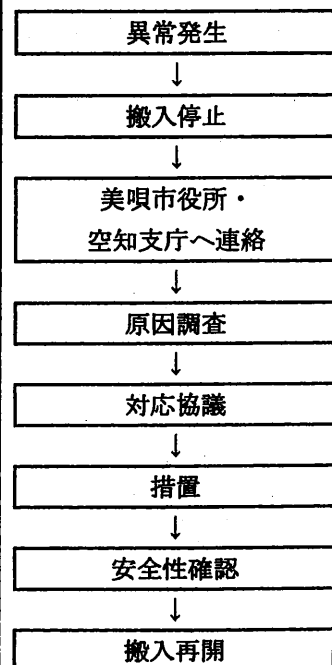 異常発生
↓
搬入停止
↓
美唄市役所・
空知支庁へ連絡
↓
原因調査
↓
対応協議
↓
措置
↓
安全性確認
↓
搬入再開